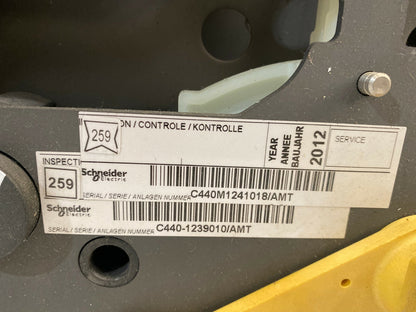 ON / CONTROLE / KONTROLLE
259
YEAR
ANNEE
BAUJAHR
2012
SERVICE
INSPECTI
259
Schneider
Electric
SERIAL / SERIE / ANLAGEN NUMMER C440M1241018/AMT
Schneider
Electric
SERIAL / SERIE / ANLAGEN NUMMER C440-1239010/AMT